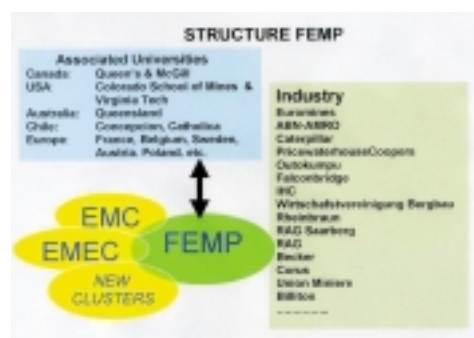 STRUCTURE FEMP
Associated Universities
Canada: Queen's & McGill
USA: Colorado School of Mines &
Virginia Tech
Australia: Queensland
Chile: Concepcion, Catholica
Europe: France, Belgium, Sweden,
Austria, Poland, etc.
Industry
Euromines
ABN-AMRO
Caterpillar
PricewaterhouseCoopers
Outokumpu
Falconbridge
IHC
Wirtschaftsvereinigung Bergbau
Rheinbraun
RAG Saarberg
RAG
Becker
Corus
Union Miniere
Billiton
------
EMC
EMEC
FEMP
NEW
CLUSTERS